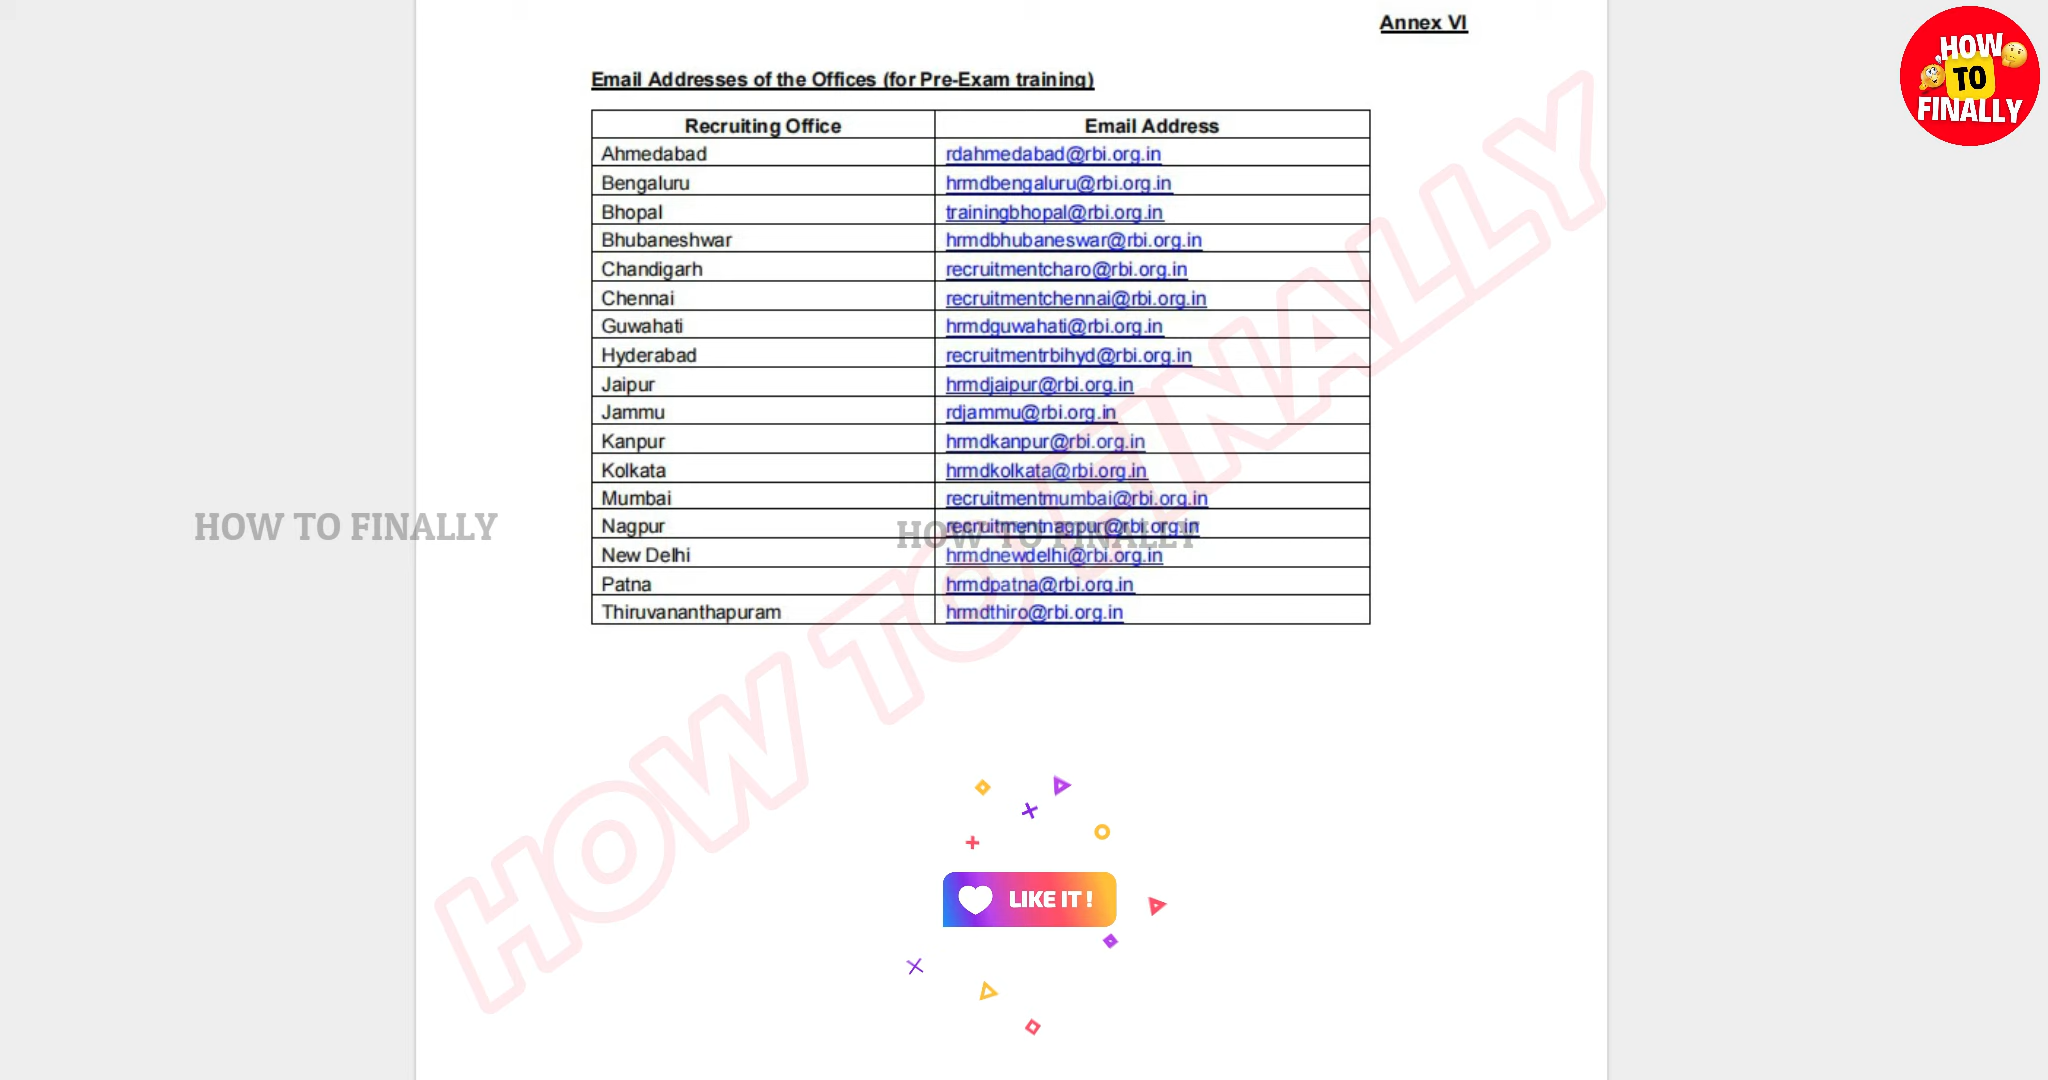 Annex VI
HOW
TO
FINALLY
Email Addresses of the Offices (for Pre-Exam training)
Recruiting Office Email Address
Ahmedabad rdahmedabad@rbi.org.in
Bengaluru hrmdbengaluru@rbi.org.in
Bhopal trainingbhopal@rbi.org.in
Bhubaneshwar hrmdbhubaneswar@rbi.org.in
Chandigarh recruitmentcharo@rbi.org.in
Chennai recruitmentchennai@rbi.org.in
Guwahati hrmdguwahati@rbi.org.in
Hyderabad recruitmentrbihyd@rbi.org.in
Jaipur hrmdjaipur@rbi.org.in
Jammu rdjammu@rbi.org.in
Kanpur hrmdkanpur@rbi.org.in
Kolkata hrmdkolkata@rbi.org.in
Mumbai recruitmentmumbai@rbi.org.in
Nagpur recruitmentnagpur@rbi.org.in
New Delhi hrmdnewdelhi@rbi.org.in
Patna hrmdpatna@rbi.org.in
Thiruvananthapuram hrmdthiro@rbi.org.in
HOW TO FINALLY
HOW TO FINALLY
HOW TO FINALLY
LIKE IT !